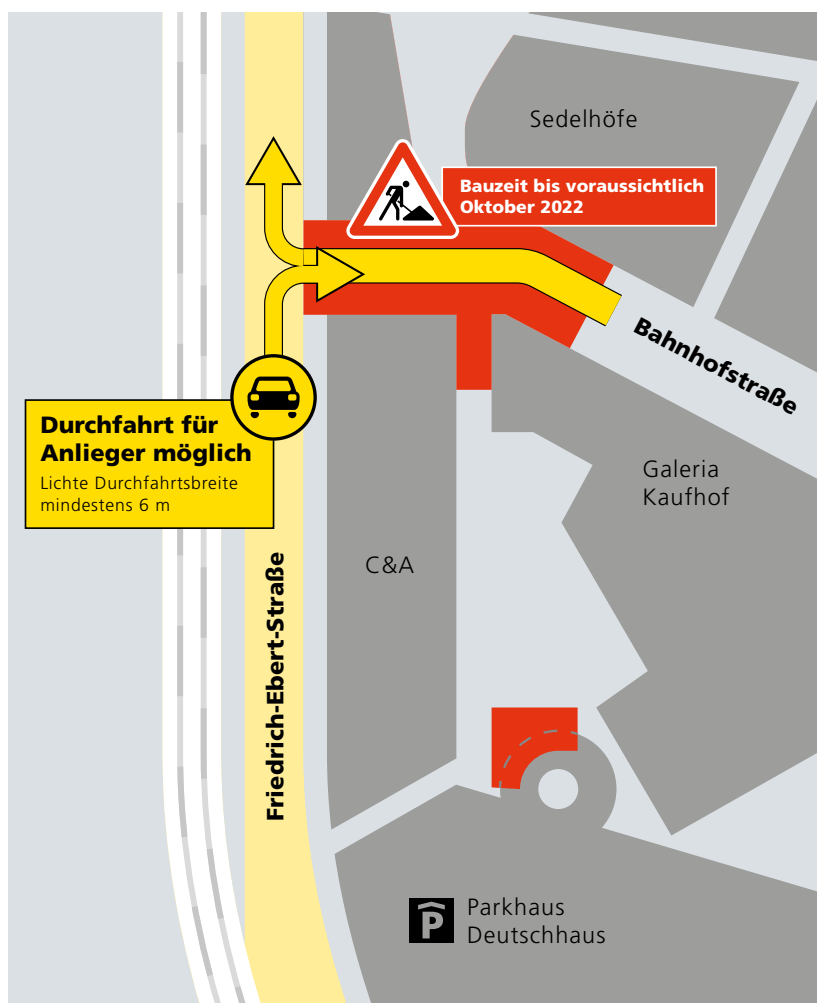 Sedelhöfe
Bauzeit bis voraussichtlich
Oktober 2022
Bahnhofstraße
Durchfahrt für
Anlieger möglich
Lichte Durchfahrtsbreite
mindestens 6 m
Galeria
Kaufhof
C&A
Friedrich-Ebert-Straße
P
Parkhaus
Deutschhaus